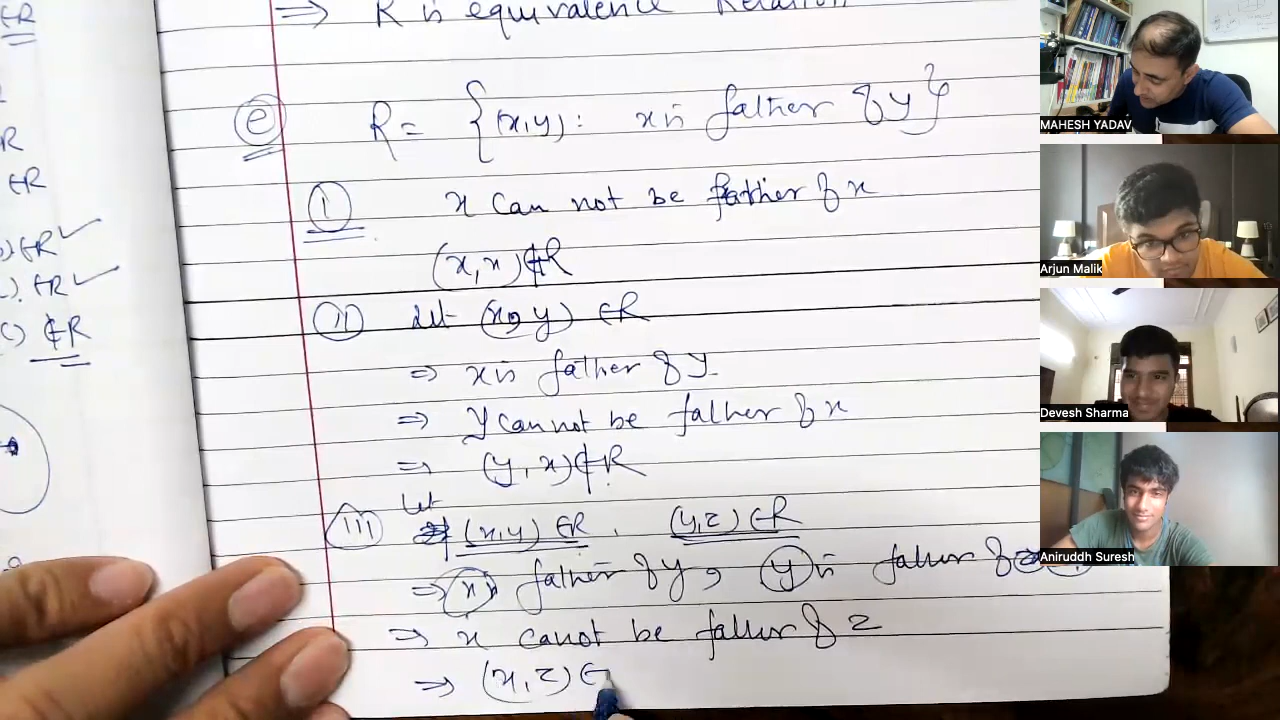 ⇒ R is equivalence Relation
ⓔ R = {(x,y): x is father of y}
(i) x can not be father of x
(x,x)∉R
(ii) Let (x,y) ∈R
⇒ x is father of y
⇒ y cannot be father of x
⇒ (y,x)∉R
(iii) Let (x,y) ∈R, (y,z) ∈R
⇒ x is father of y, y is father of
⇒ x canot be father of z
⇒ (x,z) ∈
∈R
R
∈R
∈R ✓
∈R ✓
∉R
MAHESH YADAV
Arjun Malik
Devesh Sharma
Aniruddh Suresh